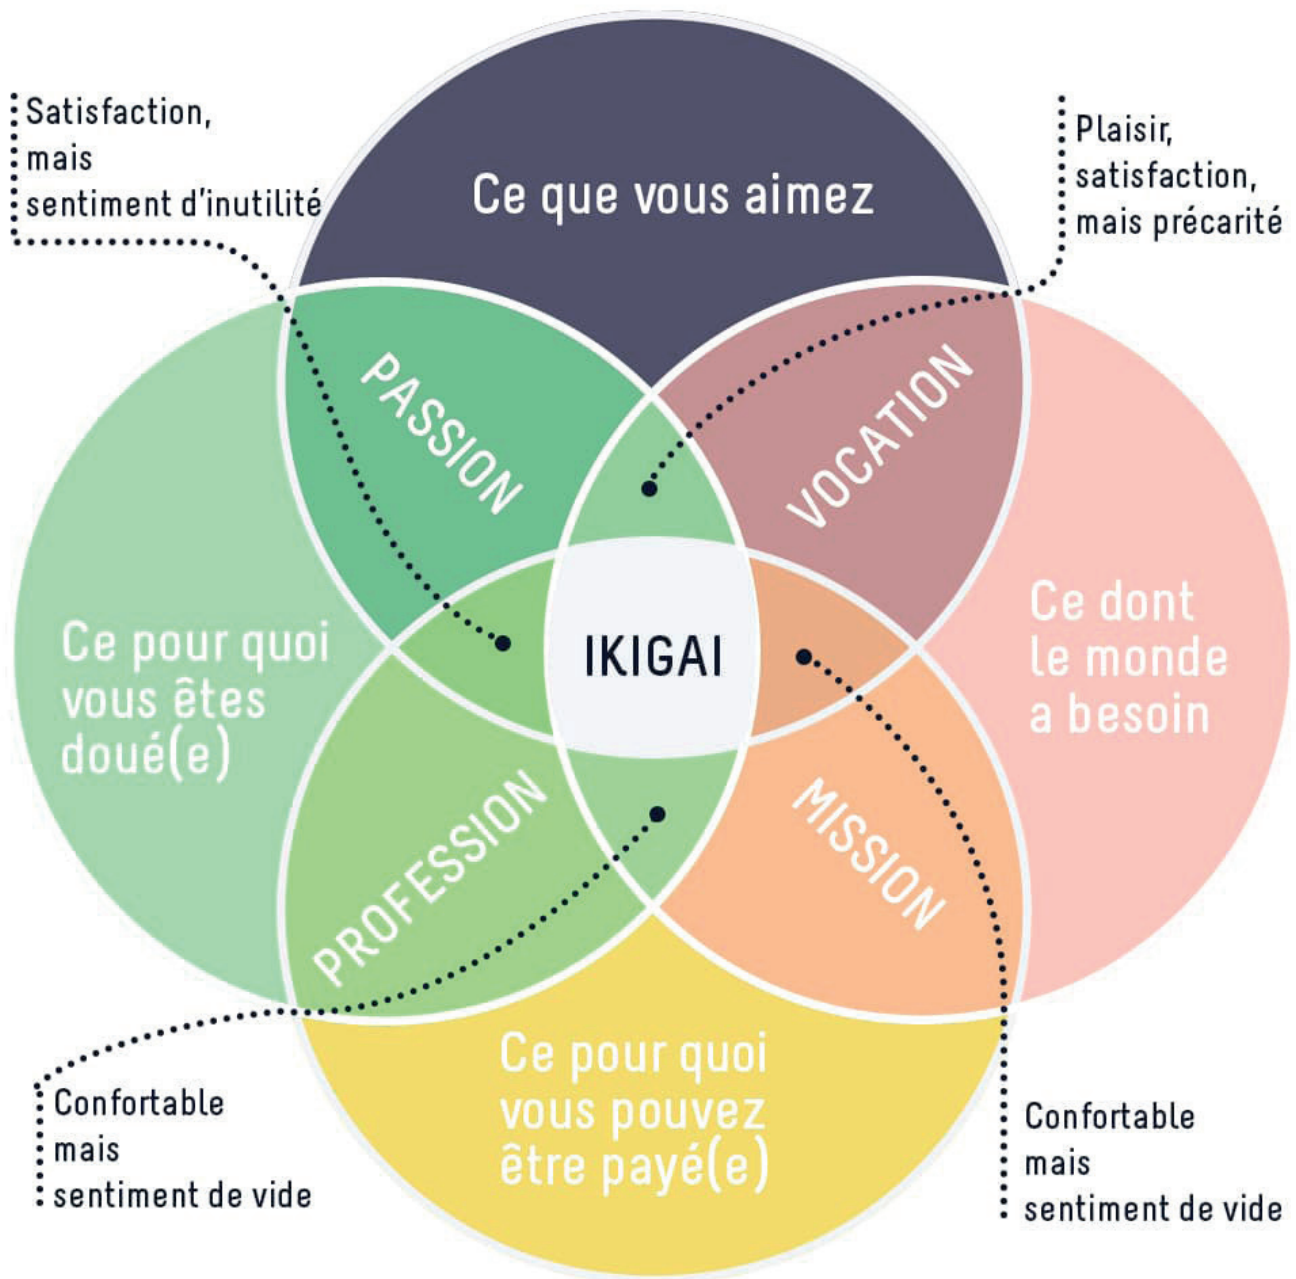 Satisfaction,
mais
sentiment d'inutilité
Plaisir,
satisfaction,
mais précarité
Ce que vous aimez
PASSION
VOCATION
Ce pour quoi
vous êtes
doué(e)
IKIGAI
Ce dont
le monde
a besoin
PROFESSION
MISSION
Ce pour quoi
vous pouvez
être payé(e)
Confortable
mais
sentiment de vide
Confortable
mais
sentiment de vide